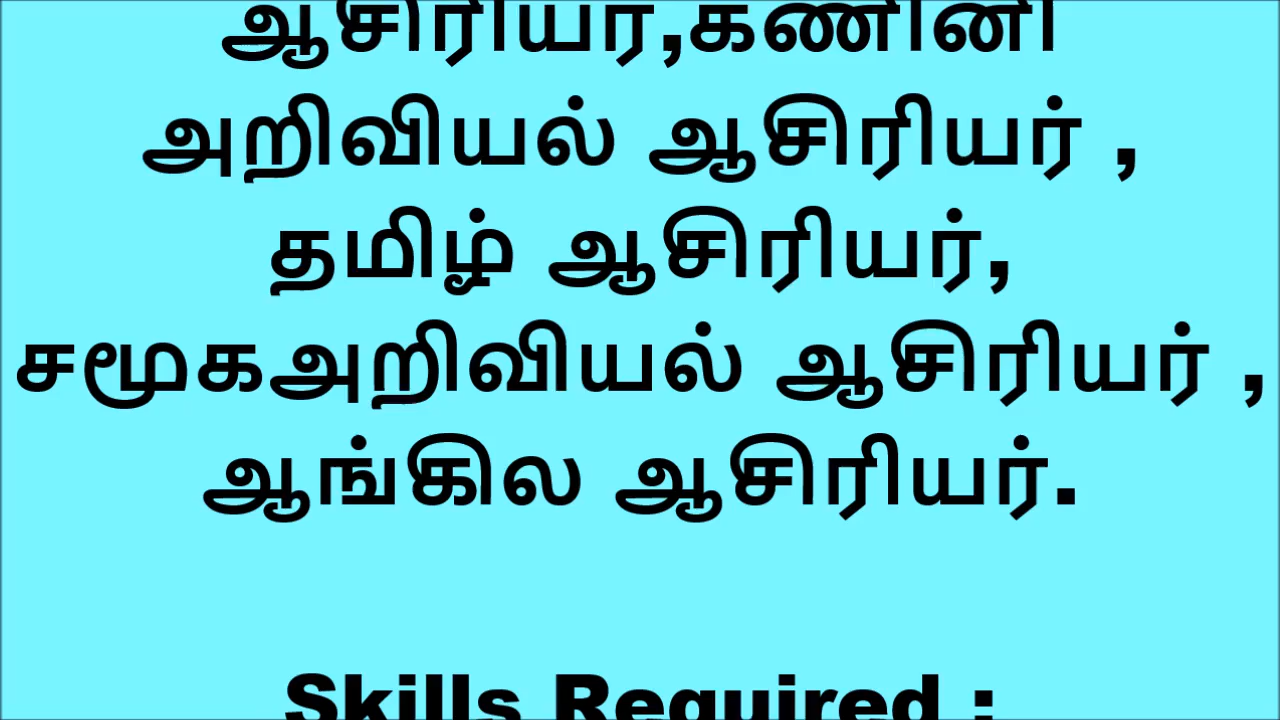 ஆசிரியர்,கணினி
அறிவியல் ஆசிரியர் ,
தமிழ் ஆசிரியர்,
சமூகஅறிவியல் ஆசிரியர் ,
ஆங்கில ஆசிரியர்.
Skills Required :